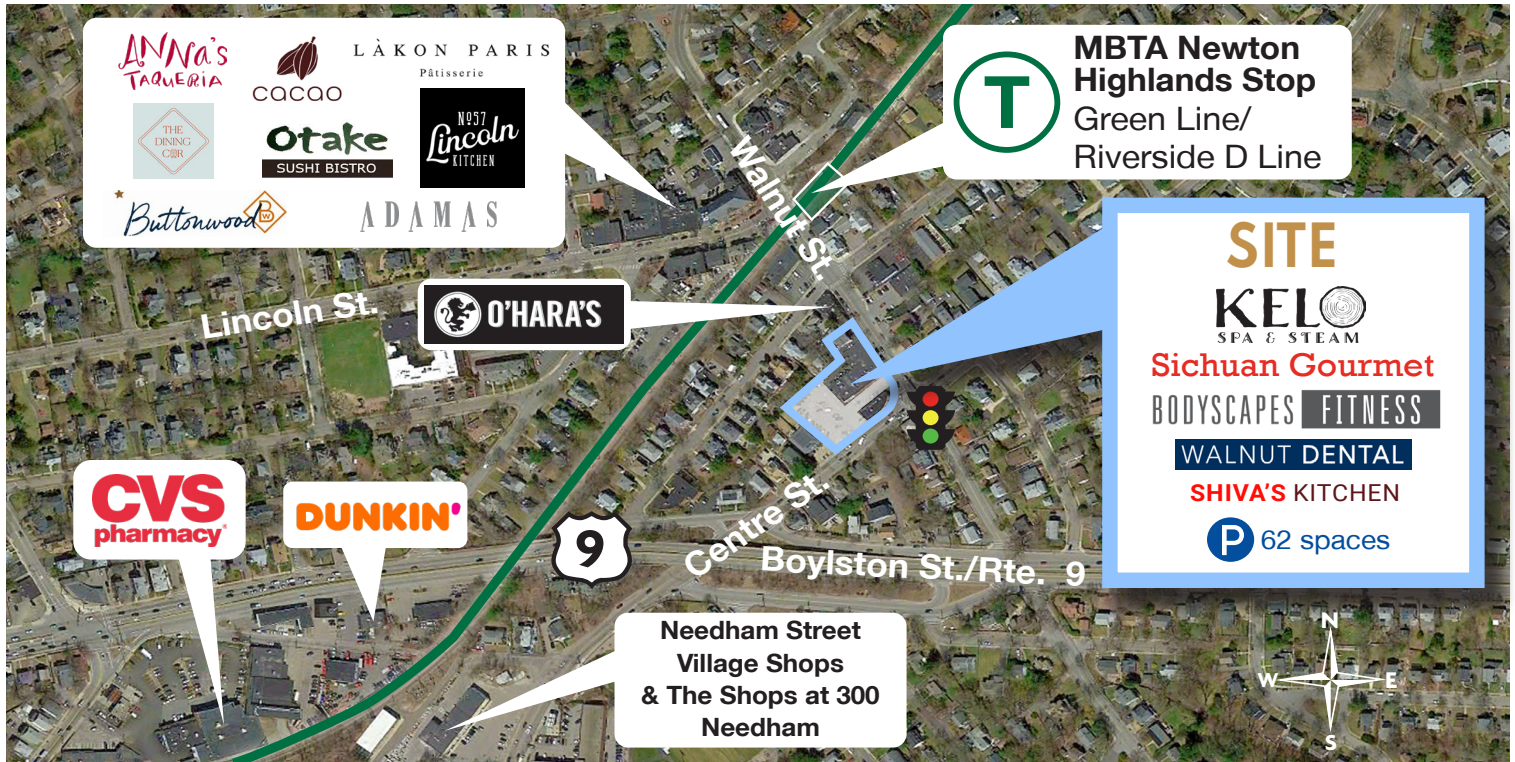 ANNA'S
TAQUERIA
cacao
LÀKON PARIS
Pâtisserie
THE
DINING
CAR
Otake
SUSHI BISTRO
Nº57
Lincoln
KITCHEN
Buttonwood
BW
ADAMAS
T
MBTA Newton
Highlands Stop
Green Line/
Riverside D Line
Walnut St.
Lincoln St.
O'HARA'S
SITE
KELO
SPA & STEAM
Sichuan Gourmet
BODYSCAPES FITNESS
WALNUT DENTAL
SHIVA'S KITCHEN
P 62 spaces
CVS
pharmacy®
DUNKIN'
9
Centre St.
Boylston St./Rte. 9
Needham Street
Village Shops
& The Shops at 300
Needham
N
W
E
S